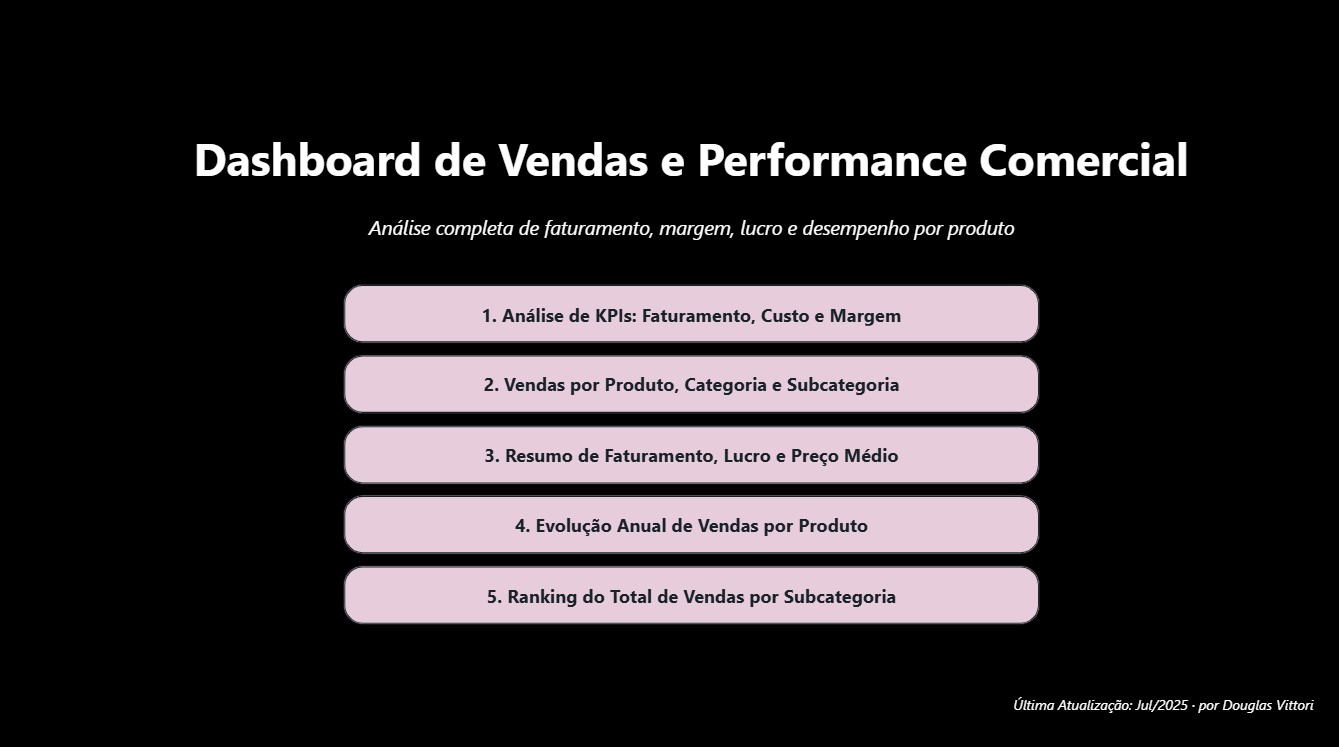 Dashboard de Vendas e Performance Comercial
Análise completa de faturamento, margem, lucro e desempenho por produto
1. Análise de KPIs: Faturamento, Custo e Margem
2. Vendas por Produto, Categoria e Subcategoria
3. Resumo de Faturamento, Lucro e Preço Médio
4. Evolução Anual de Vendas por Produto
5. Ranking do Total de Vendas por Subcategoria
Última Atualização: Jul/2025 · por Douglas Vittori